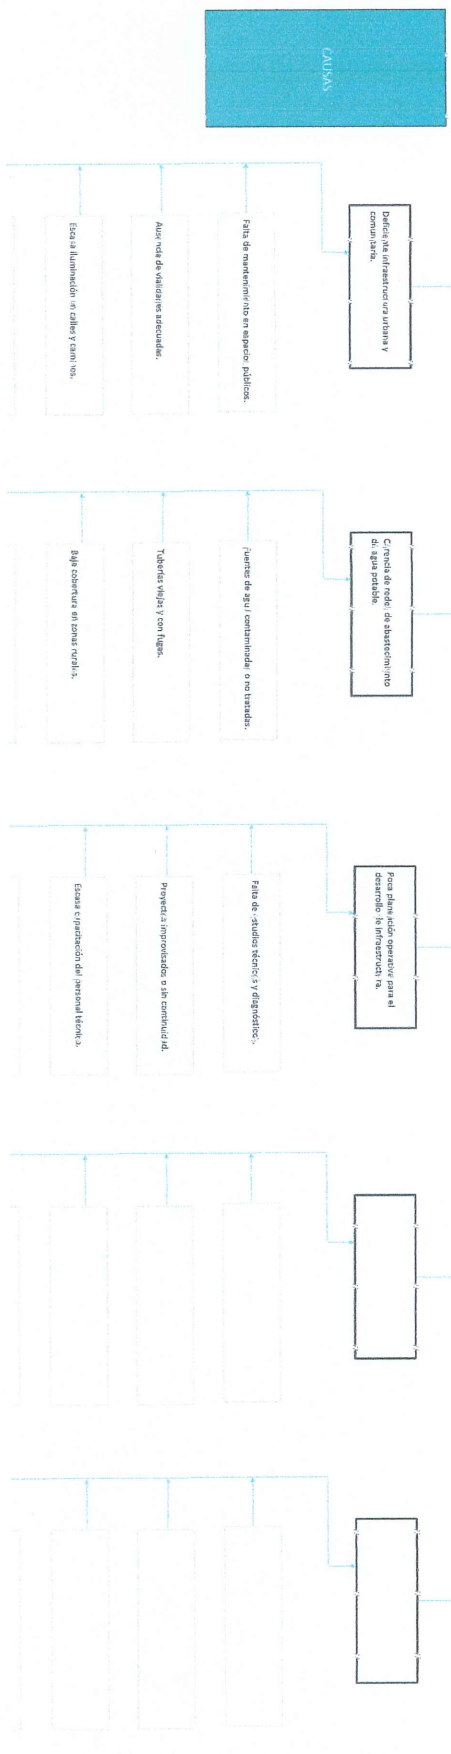 CAUSAS
Deficiente infraestructura urbana y
comunitaria.
Falta de mantenimiento en espacios públicos.
Ausencia de vialidades adecuadas.
Escasa iluminación en calles y caminos.
Carencia de redes de abastecimiento
de agua potable.
Fuentes de agua contaminadas o no tratadas.
Tuberías viejas y con fugas.
Baja cobertura en zonas rurales.
Poca planeación operativa para el
desarrollo de infraestructura.
Falta de estudios técnicos y diagnósticos.
Proyectos improvisados o sin continuidad.
Escasa capacitación del personal técnico.